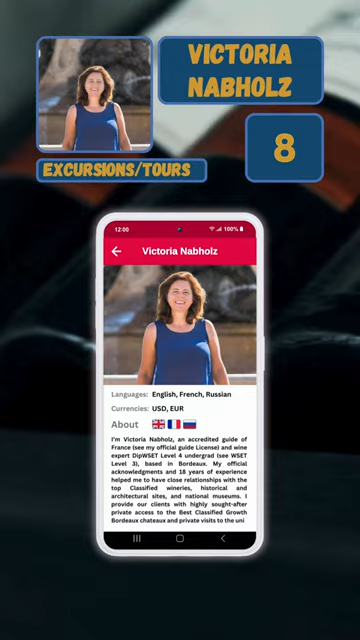 VICTORIA
NABHOLZ
8
EXCURSIONS/TOURS
12:00
100%
Victoria Nabholz
Languages: English, French, Russian
Currencies: USD, EUR
About
I'm Victoria Nabholz, an accredited guide of
France (see my official guide License) and wine
expert DipWSET Level 4 undergrad (see WSET
Level 3), based in Bordeaux. My official
acknowledgments and 18 years of experience
helped me to have close relationships with the
top Classified wineries, historical and
architectural sites, and national museums. I
provide our clients with highly sought-after
private access to the Best Classified Growth
Bordeaux chateaux and private visits to the uni